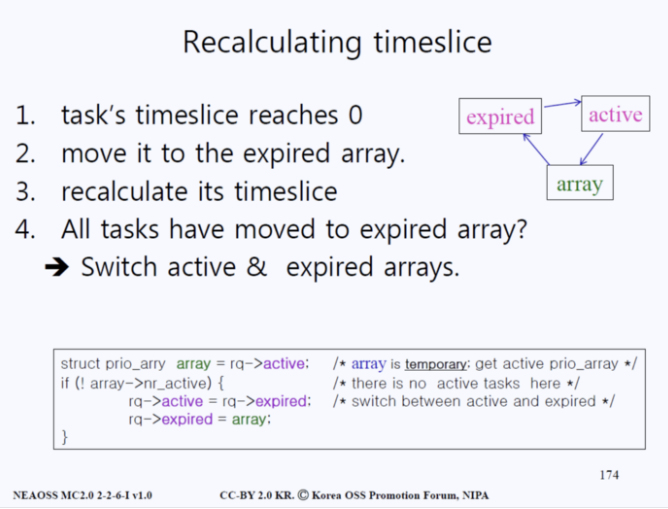 Recalculating timeslice
1. task's timeslice reaches 0
2. move it to the expired array.
3. recalculate its timeslice
4. All tasks have moved to expired array?
➔ Switch active & expired arrays.
expired
active
array
struct prio_arry array = rq->active; /* array is temporary; get active prio_array */
if (! array->nr_active) { /* there is no active tasks here */
rq->active = rq->expired; /* switch between active and expired */
rq->expired = array;
}
174
NEAOSS MC2.0 2-2-6-I v1.0 CC-BY 2.0 KR. Ⓒ Korea OSS Promotion Forum, NIPA